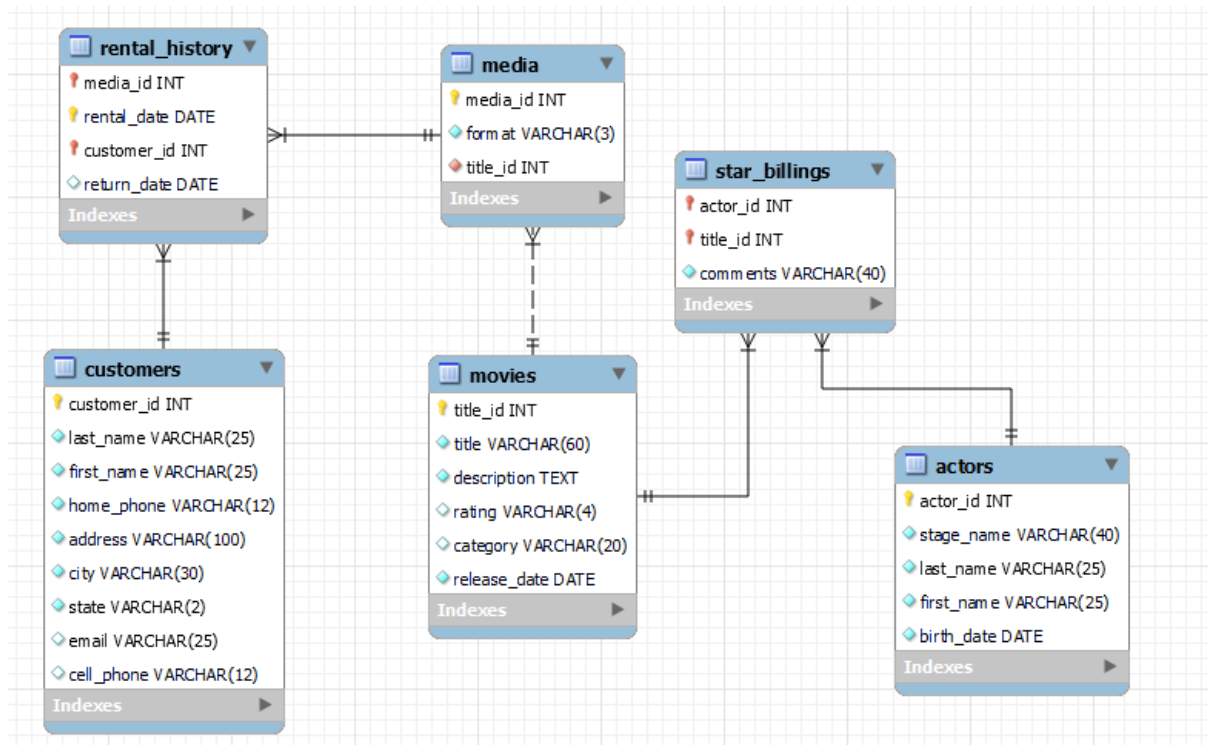 rental_history
media_id INT
rental_date DATE
customer_id INT
return_date DATE
Indexes
media
media_id INT
format VARCHAR(3)
title_id INT
Indexes
star_billings
actor_id INT
title_id INT
comments VARCHAR(40)
Indexes
customers
customer_id INT
last_name VARCHAR(25)
first_name VARCHAR(25)
home_phone VARCHAR(12)
address VARCHAR(100)
city VARCHAR(30)
state VARCHAR(2)
email VARCHAR(25)
cell_phone VARCHAR(12)
Indexes
movies
title_id INT
title VARCHAR(60)
description TEXT
rating VARCHAR(4)
category VARCHAR(20)
release_date DATE
Indexes
actors
actor_id INT
stage_name VARCHAR(40)
last_name VARCHAR(25)
first_name VARCHAR(25)
birth_date DATE
Indexes